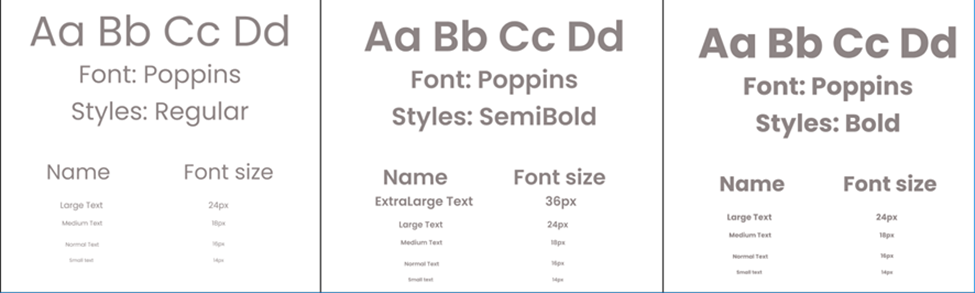 Aa Bb Cc Dd
Font: Poppins
Styles: Regular
Name Font size
Large Text 24px
Medium Text 18px
Normal Text 16px
Small text 14px
Aa Bb Cc Dd
Font: Poppins
Styles: SemiBold
Name Font size
ExtraLarge Text 36px
Large Text 24px
Medium Text 18px
Normal Text 16px
Small text 14px
Aa Bb Cc Dd
Font: Poppins
Styles: Bold
Name Font size
Large Text 24px
Medium Text 18px
Normal Text 16px
Small text 14px